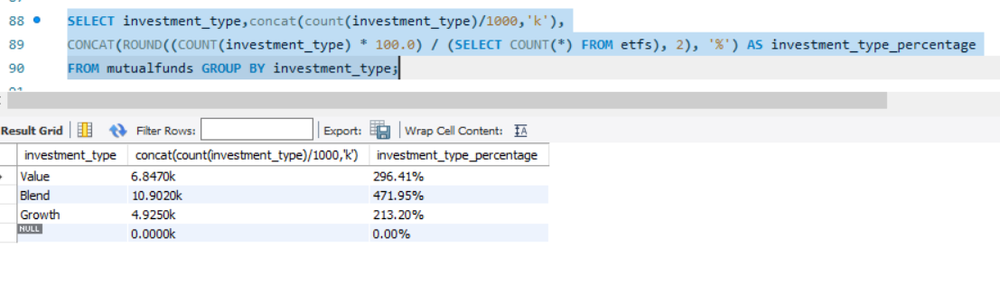 88 SELECT investment_type,concat(count(investment_type)/1000,'k'),
89 CONCAT(ROUND((COUNT(investment_type) * 100.0) / (SELECT COUNT(*) FROM etfs), 2), '%') AS investment_type_percentage
90 FROM mutualfunds GROUP BY investment_type;
Result Grid Filter Rows: Export: Wrap Cell Content: IA
investment_type concat(count(investment_type)/1000,'k') investment_type_percentage
Value 6.8470k 296.41%
Blend 10.9020k 471.95%
Growth 4.9250k 213.20%
NULL 0.0000k 0.00%